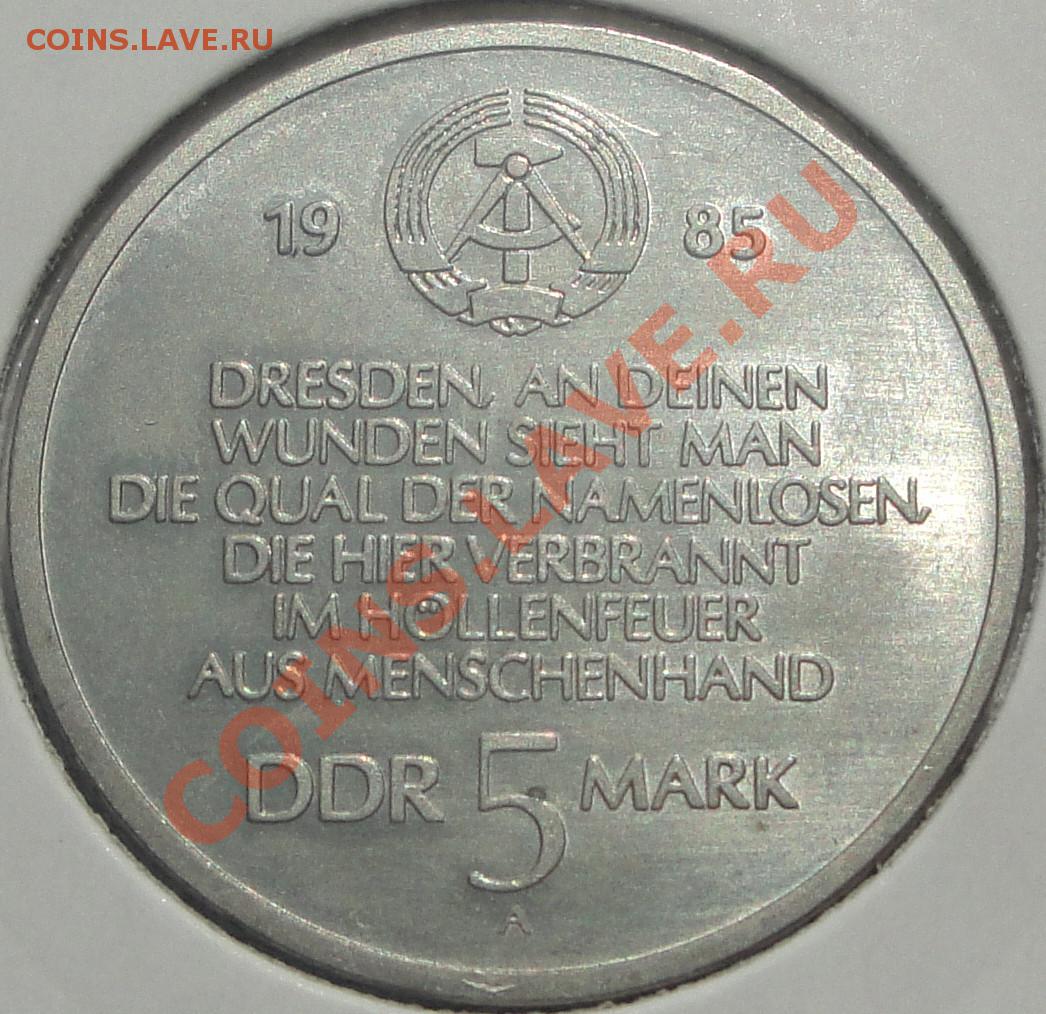 COINS.LAVE.RU
19 85
DRESDEN, AN DEINEN
WUNDEN SIEHT MAN
DIE QUAL DER NAMENLOSEN,
DIE HIER VERBRANNT
IM HÖLLENFEUER
AUS MENSCHENHAND
DDR 5 MARK
A
COINS.LAVE.RU